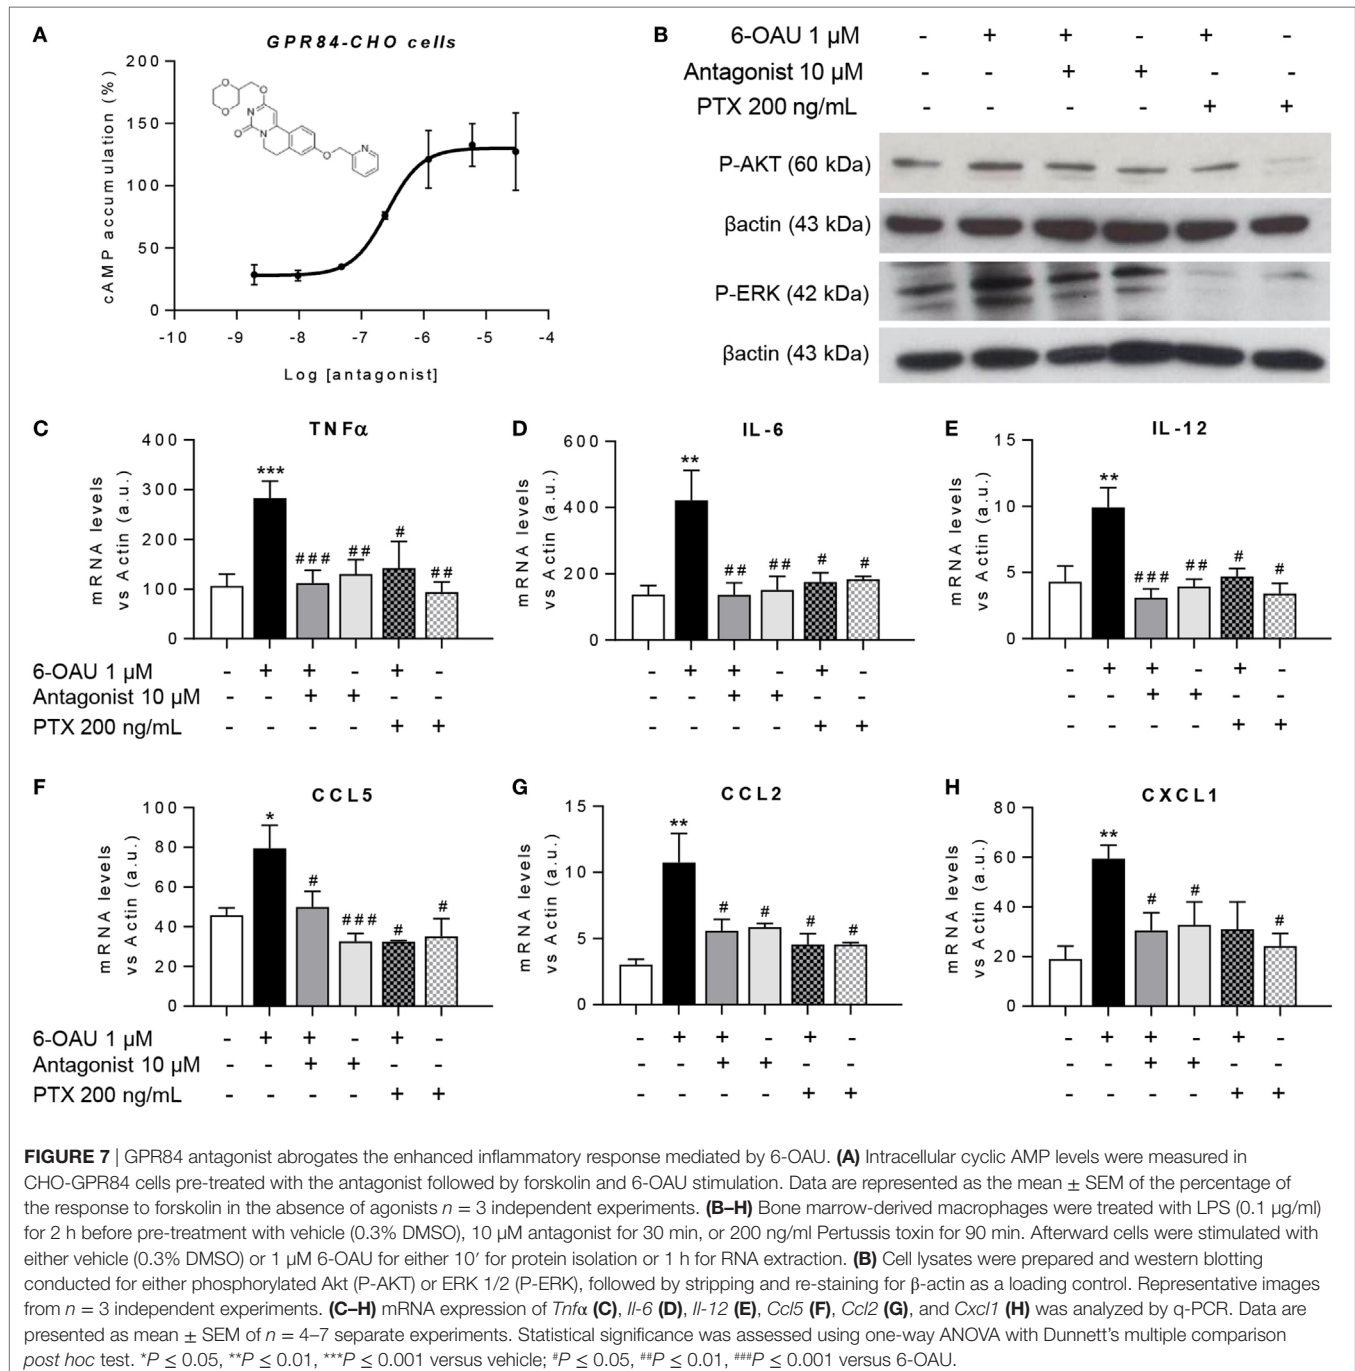 A
GPR84-CHO cells
200
150
100
50
0
cAMP accumulation (%)
-10 -9 -8 -7 -6 -5 -4
Log [antagonist]
O
O
O
N
O
N
O
N
B
6-OAU 1 µM - + + - + -
Antagonist 10 µM - - + + - -
PTX 200 ng/mL - - - - + +
P-AKT (60 kDa)
βactin (43 kDa)
P-ERK (42 kDa)
βactin (43 kDa)
C
TNFα
mRNA levels
vs Actin (a.u.)
400
300
200
100
0
*** ### ## # ##
6-OAU 1 µM - + + - + -
Antagonist 10 µM - - + + - -
PTX 200 ng/mL - - - - + +
D
IL-6
mRNA levels
vs Actin (a.u.)
600
400
200
0
** ## ## # #
- + + - + -
- - + + - -
- - - - + +
E
IL-12
mRNA levels
vs Actin (a.u.)
15
10
5
0
** ### ## # #
- + + - + -
- - + + - -
- - - - + +
F
CCL5
mRNA levels
vs Actin (a.u.)
100
80
60
40
20
0
* # ### # #
6-OAU 1 µM - + + - + -
Antagonist 10 µM - - + + - -
PTX 200 ng/mL - - - - + +
G
CCL2
mRNA levels
vs Actin (a.u.)
15
10
5
0
** # # # #
- + + - + -
- - + + - -
- - - - + +
H
CXCL1
mRNA levels
vs Actin (a.u.)
80
60
40
20
0
** # # #
- + + - + -
- - + + - -
- - - - + +
FIGURE 7 | GPR84 antagonist abrogates the enhanced inflammatory response mediated by 6-OAU. (A) Intracellular cyclic AMP levels were measured in
CHO-GPR84 cells pre-treated with the antagonist followed by forskolin and 6-OAU stimulation. Data are represented as the mean ± SEM of the percentage of
the response to forskolin in the absence of agonists n = 3 independent experiments. (B–H) Bone marrow-derived macrophages were treated with LPS (0.1 µg/ml)
for 2 h before pre-treatment with vehicle (0.3% DMSO), 10 µM antagonist for 30 min, or 200 ng/ml Pertussis toxin for 90 min. Afterward cells were stimulated with
either vehicle (0.3% DMSO) or 1 µM 6-OAU for either 10′ for protein isolation or 1 h for RNA extraction. (B) Cell lysates were prepared and western blotting
conducted for either phosphorylated Akt (P-AKT) or ERK 1/2 (P-ERK), followed by stripping and re-staining for β-actin as a loading control. Representative images
from n = 3 independent experiments. (C–H) mRNA expression of Tnfα (C), Il-6 (D), Il-12 (E), Ccl5 (F), Ccl2 (G), and Cxcl1 (H) was analyzed by q-PCR. Data are
presented as mean ± SEM of n = 4–7 separate experiments. Statistical significance was assessed using one-way ANOVA with Dunnett’s multiple comparison
post hoc test. *P ≤ 0.05, **P ≤ 0.01, ***P ≤ 0.001 versus vehicle; #P ≤ 0.05, ##P ≤ 0.01, ###P ≤ 0.001 versus 6-OAU.